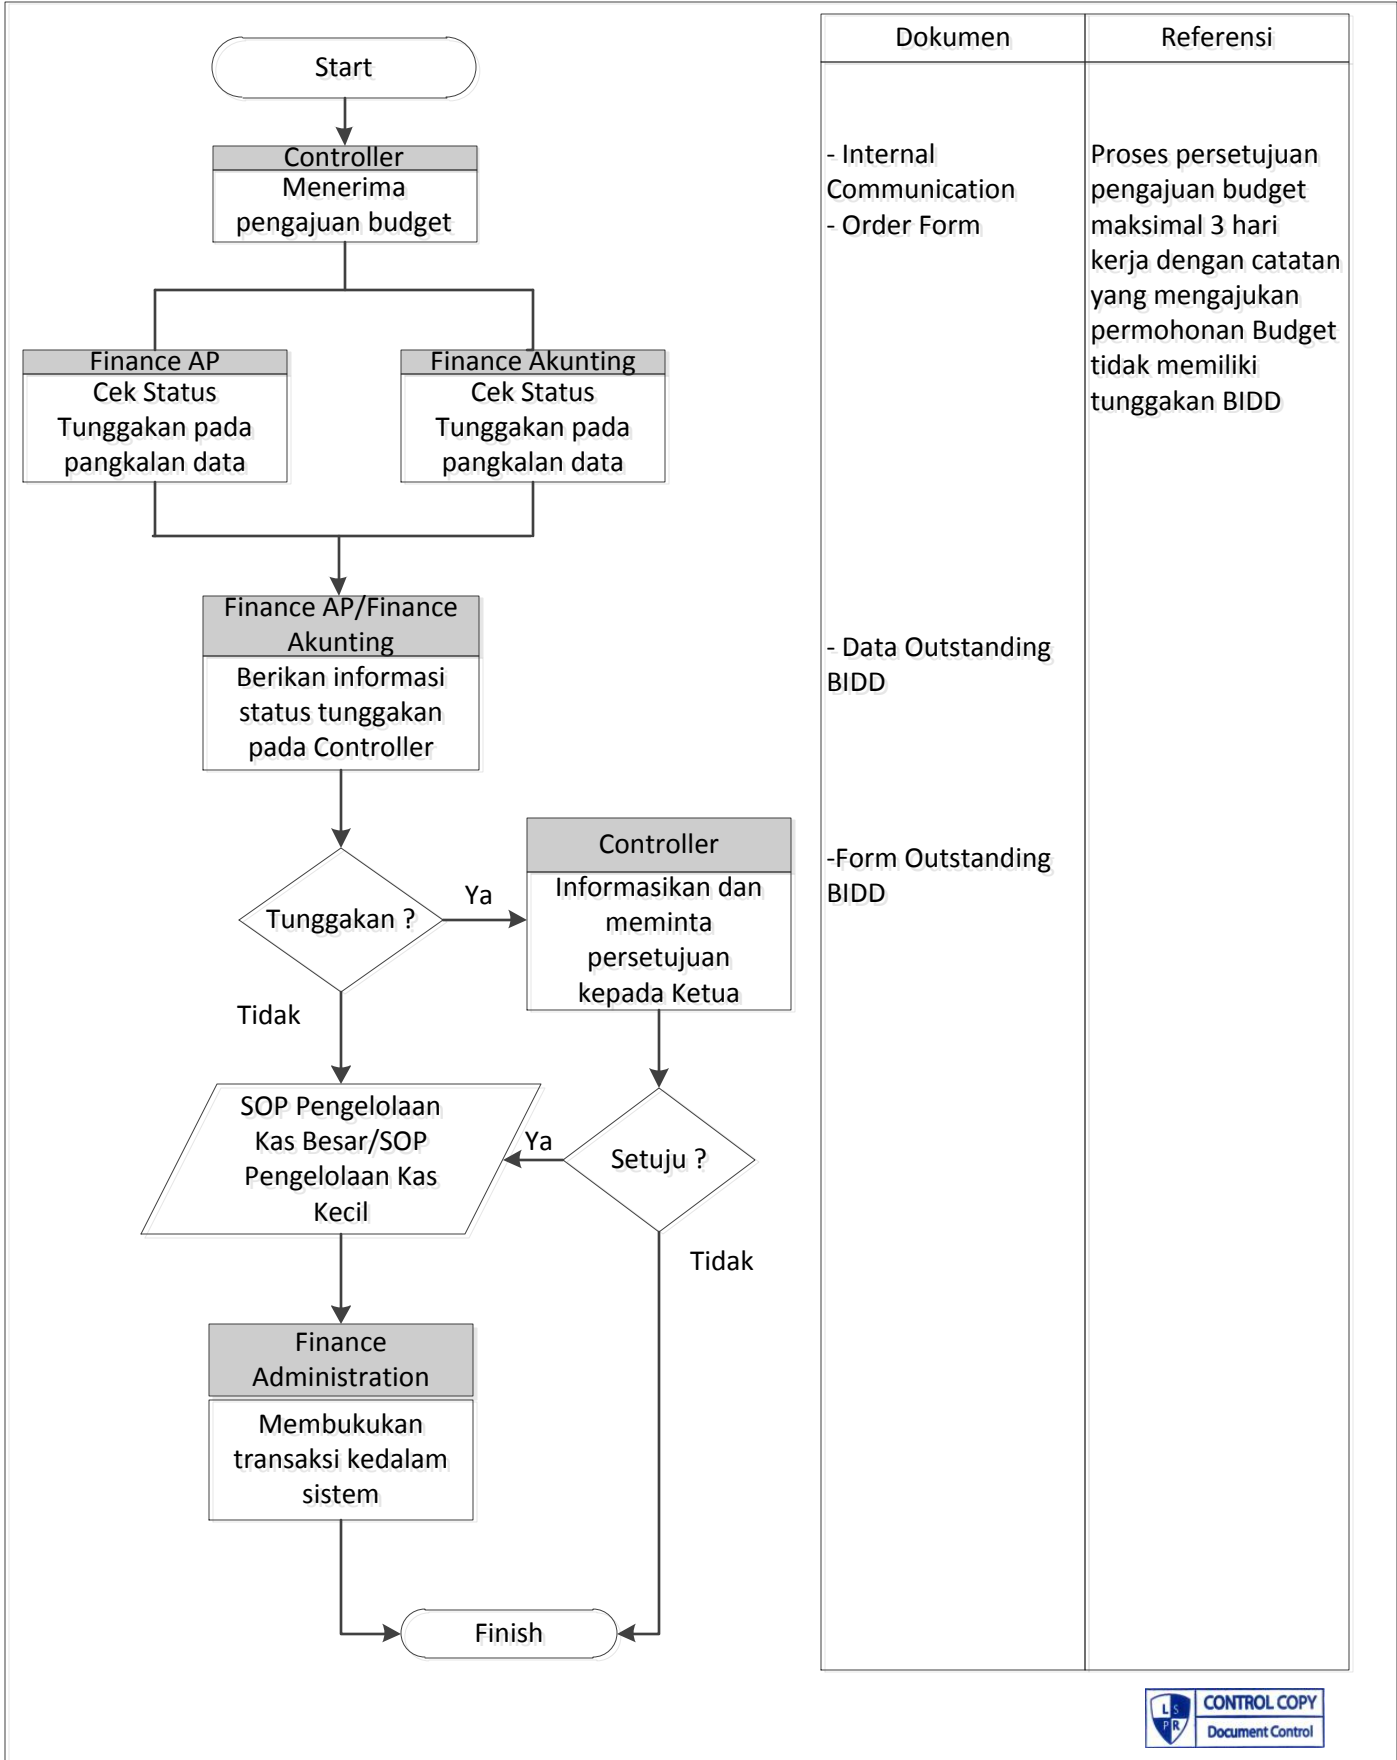 Start
Controller
Menerima
pengajuan budget
Finance AP
Cek Status
Tunggakan pada
pangkalan data
Finance Akunting
Cek Status
Tunggakan pada
pangkalan data
Finance AP/Finance
Akunting
Berikan informasi
status tunggakan
pada Controller
Tunggakan ?
Ya
Tidak
Controller
Informasikan dan
meminta
persetujuan
kepada Ketua
Setuju ?
Ya
Tidak
SOP Pengelolaan
Kas Besar/SOP
Pengelolaan Kas
Kecil
Finance
Administration
Membukukan
transaksi kedalam
sistem
Finish
Dokumen
- Internal
Communication
- Order Form
- Data Outstanding
BIDD
-Form Outstanding
BIDD
Referensi
Proses persetujuan
pengajuan budget
maksimal 3 hari
kerja dengan catatan
yang mengajukan
permohonan Budget
tidak memiliki
tunggakan BIDD
L S
P R
CONTROL COPY
Document Control